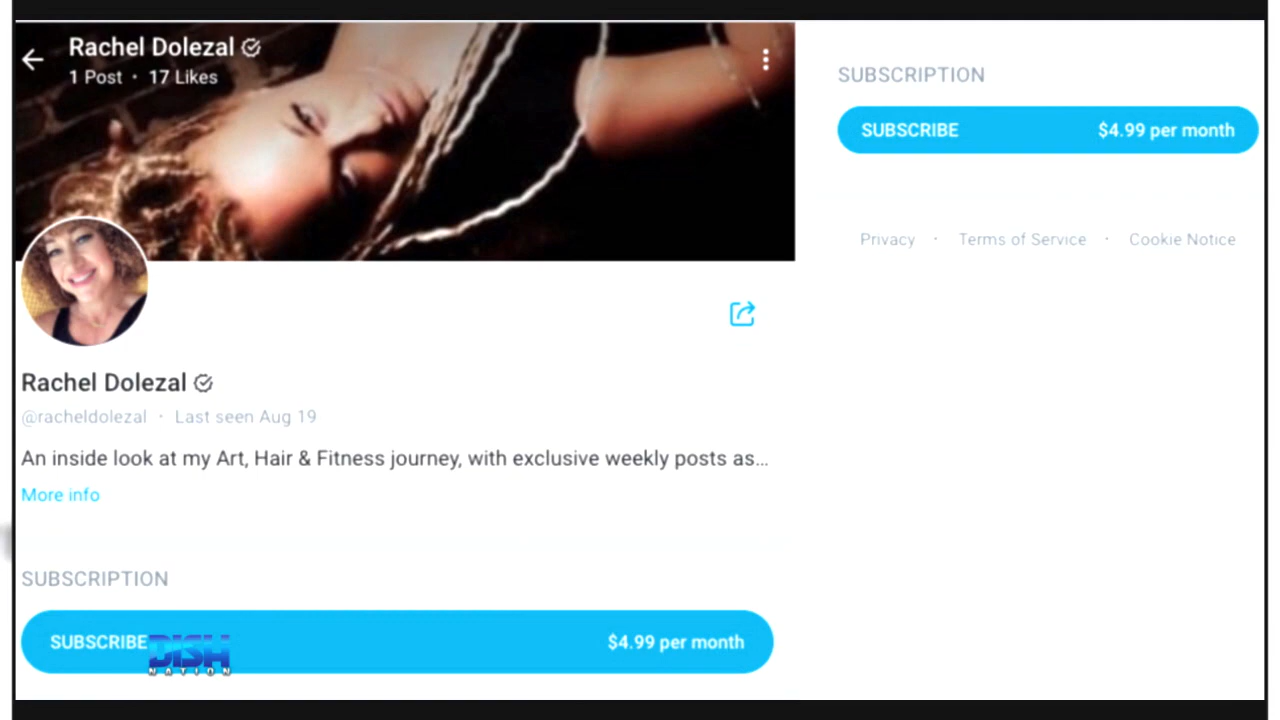 Rachel Dolezal
1 Post · 17 Likes
Rachel Dolezal
@racheldolezal · Last seen Aug 19
An inside look at my Art, Hair & Fitness journey, with exclusive weekly posts as...
More info
SUBSCRIPTION
SUBSCRIBE $4.99 per month
DISH
NATION
SUBSCRIPTION
SUBSCRIBE $4.99 per month
Privacy · Terms of Service · Cookie Notice